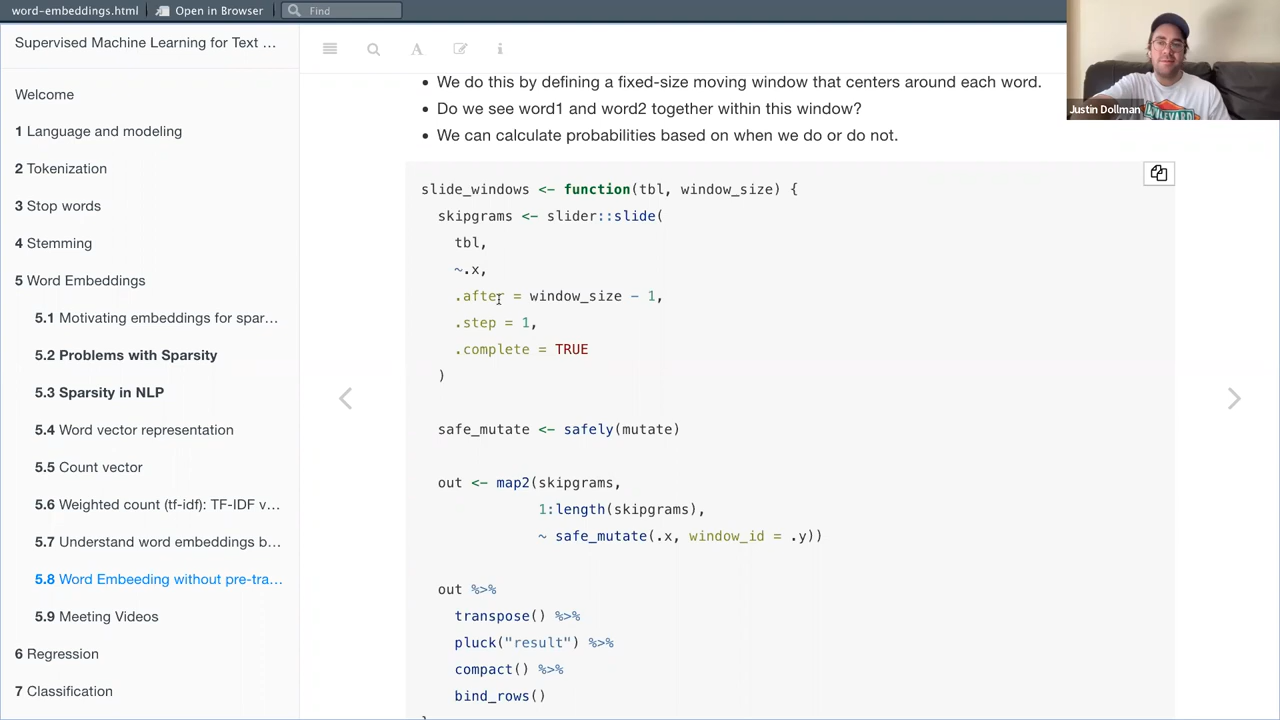 word-embeddings.html
Open in Browser
Find
Supervised Machine Learning for Text ...
Welcome
1 Language and modeling
2 Tokenization
3 Stop words
4 Stemming
5 Word Embeddings
5.1 Motivating embeddings for spar...
5.2 Problems with Sparsity
5.3 Sparsity in NLP
5.4 Word vector representation
5.5 Count vector
5.6 Weighted count (tf-idf): TF-IDF v...
5.7 Understand word embeddings b...
5.8 Word Embeeding without pre-tra...
5.9 Meeting Videos
6 Regression
7 Classification
• We do this by defining a fixed-size moving window that centers around each word.
• Do we see word1 and word2 together within this window?
• We can calculate probabilities based on when we do or do not.
slide_windows <- function(tbl, window_size) {
skipgrams <- slider::slide(
tbl,
~.x,
.after = window_size - 1,
.step = 1,
.complete = TRUE
)
safe_mutate <- safely(mutate)
out <- map2(skipgrams,
1:length(skipgrams),
~ safe_mutate(.x, window_id = .y))
out %>%
transpose() %>%
pluck("result") %>%
compact() %>%
bind_rows()
Justin Dollman